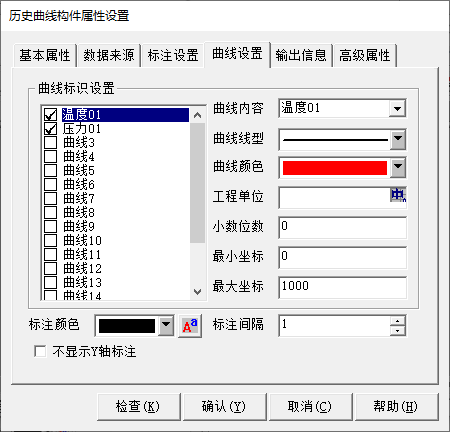 历史曲线构件属性设置
基本属性 数据来源 标注设置 曲线设置 输出信息 高级属性
曲线标识设置
温度01
压力01
曲线3
曲线4
曲线5
曲线6
曲线7
曲线8
曲线9
曲线10
曲线11
曲线12
曲线13
曲线14
曲线内容 温度01
曲线线型
曲线颜色
工程单位 中
小数位数 0
最小坐标 0
最大坐标 1000
标注颜色 Aa 标注间隔 1
不显示Y轴标注
检查(K) 确认(Y) 取消(C) 帮助(H)